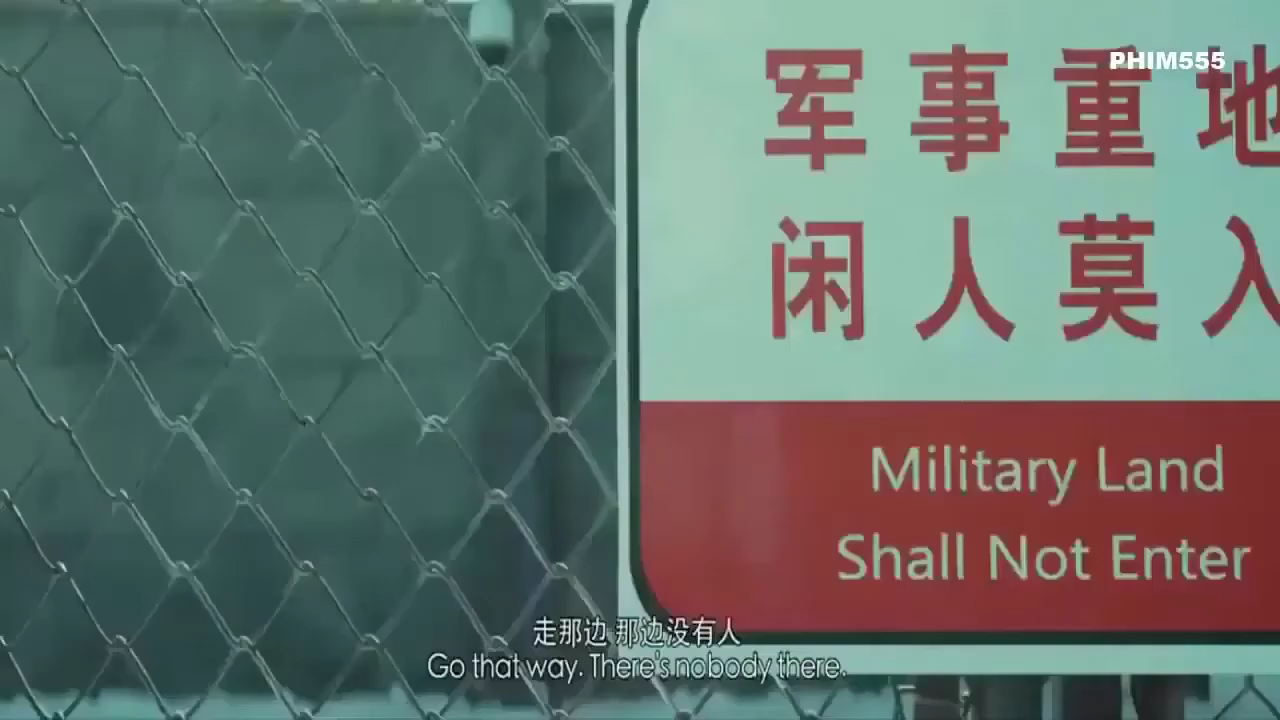 PHIM555
军事重地
闲人莫入
Military Land
Shall Not Enter
走那边 那边没有人
Go that way. There's nobody there.